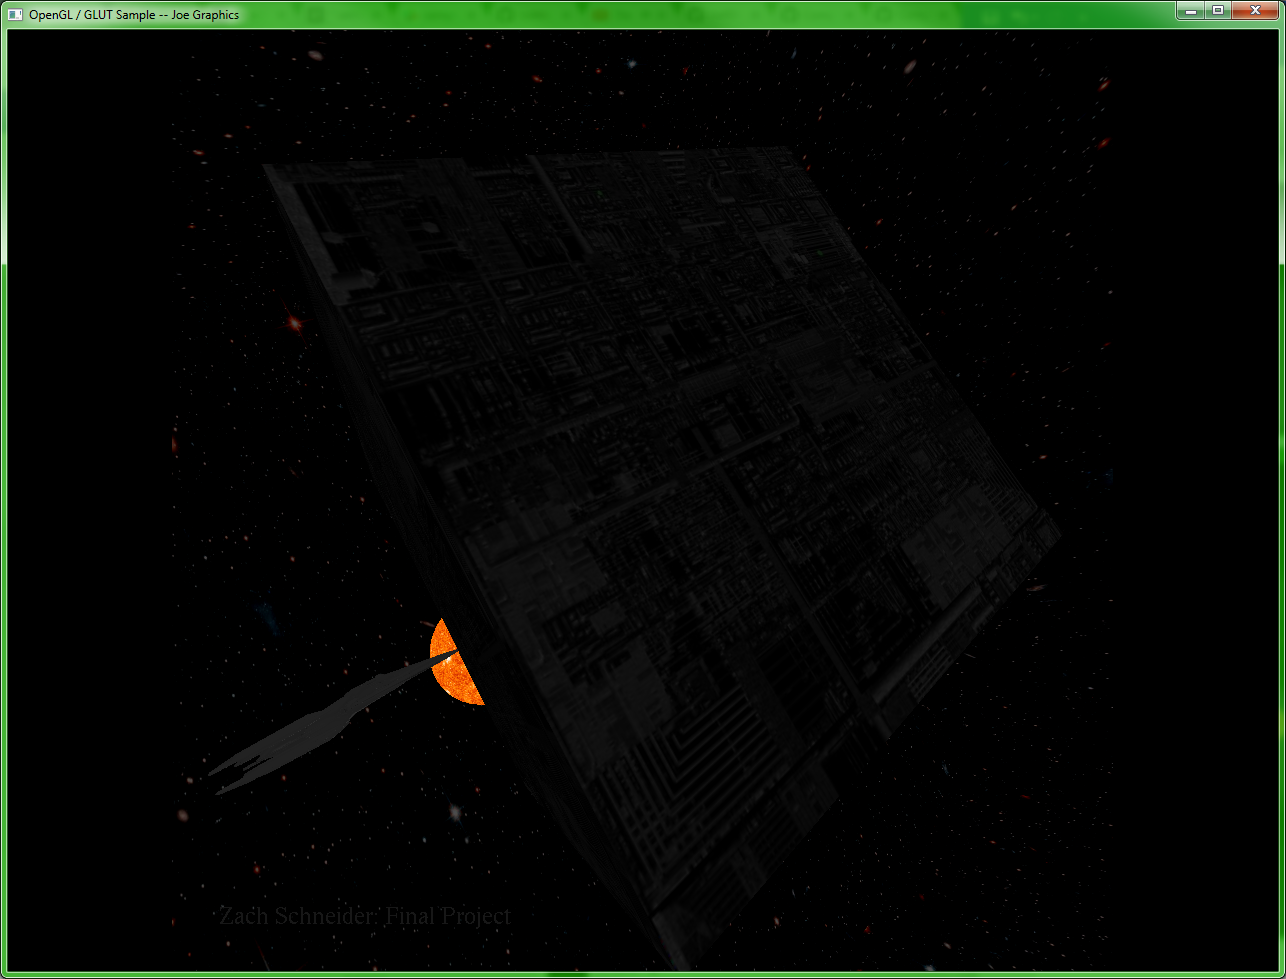 OpenGL / GLUT Sample -- Joe Graphics
Zach Schneider: Final Project